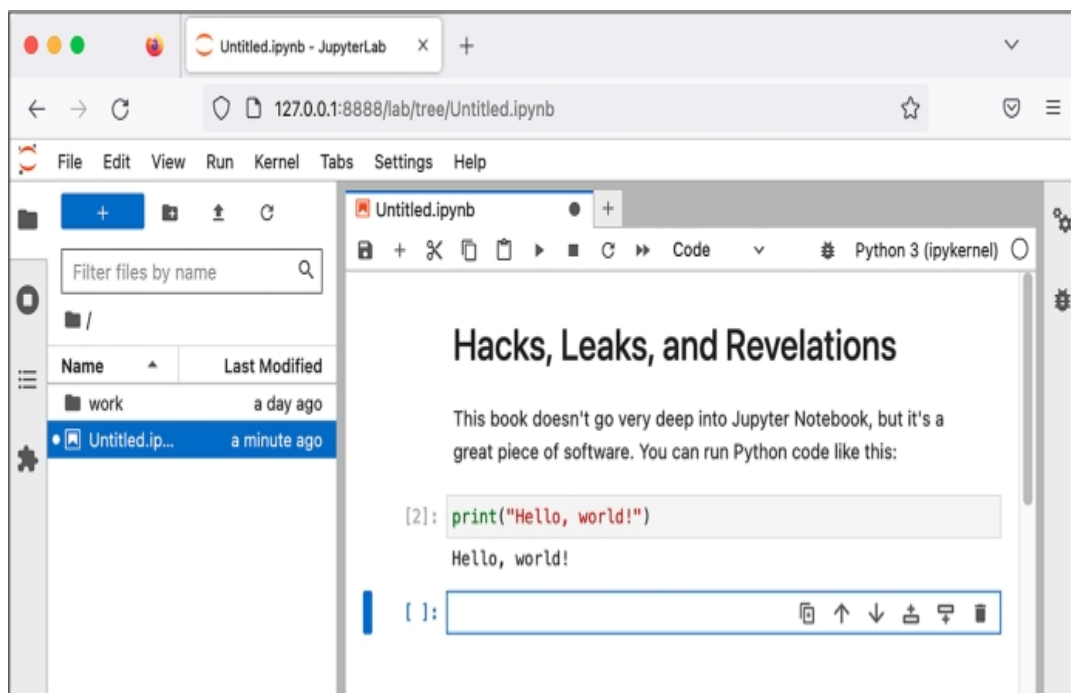 Untitled.ipynb - JupyterLab
127.0.0.1:8888/lab/tree/Untitled.ipynb
File Edit View Run Kernel Tabs Settings Help
Untitled.ipynb
Code Python 3 (ipykernel)
Filter files by name
/
Name Last Modified
work a day ago
Untitled.ip... a minute ago
Hacks, Leaks, and Revelations
This book doesn't go very deep into Jupyter Notebook, but it's a
great piece of software. You can run Python code like this:
[2]: print("Hello, world!")
Hello, world!
[ ]: